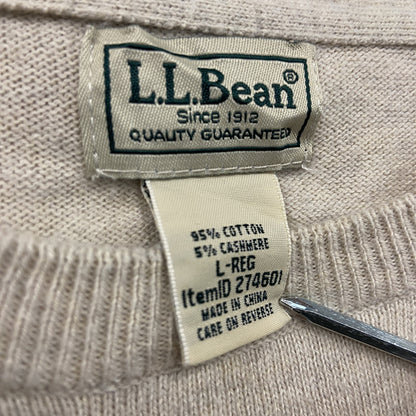 L.L.Bean®
Since 1912
QUALITY GUARANTEED
95% COTTON
5% CASHMERE
L-REG
ItemID 274601
MADE IN CHINA
CARE ON REVERSE